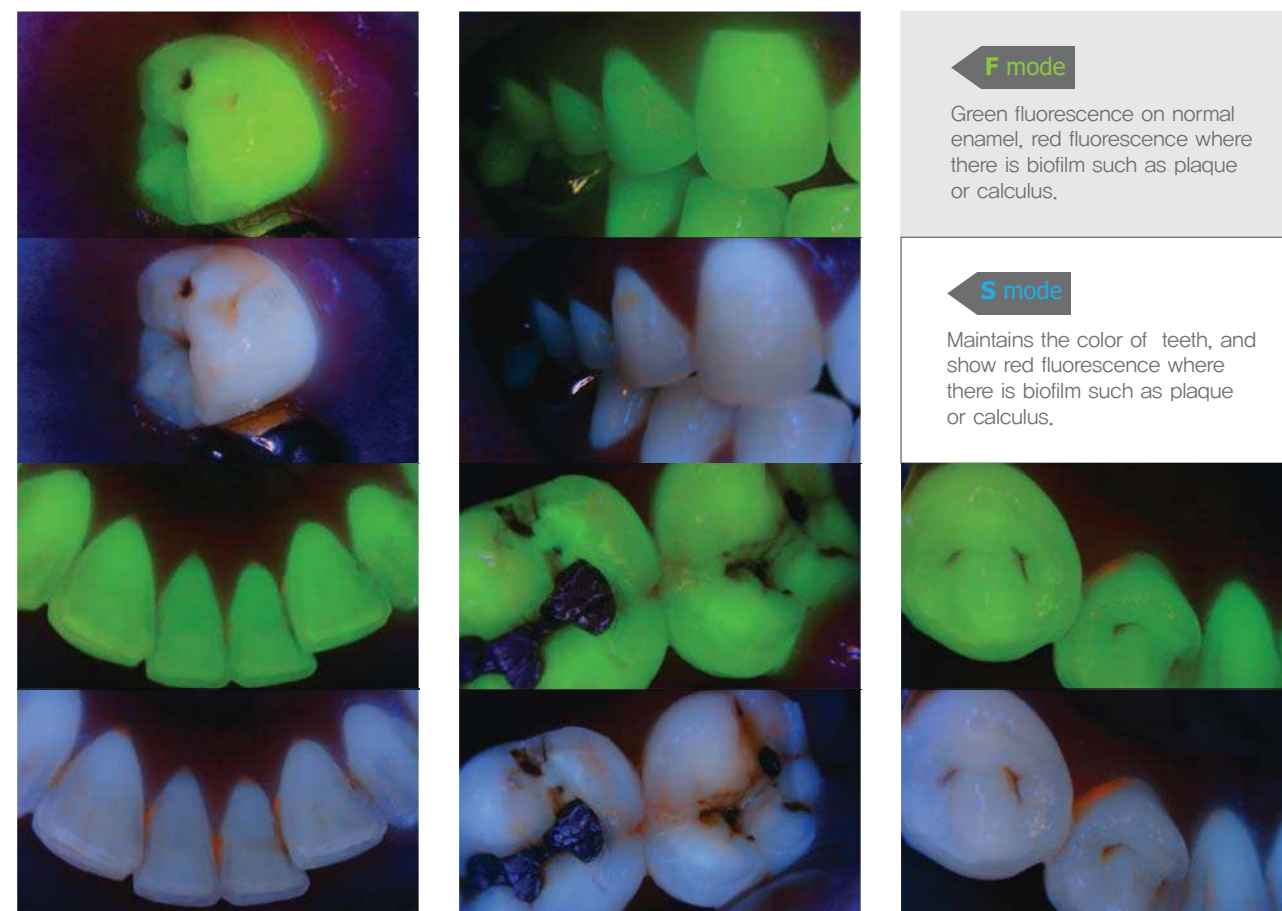 F mode
Green fluorescence on normal
enamel, red fluorescence where
there is biofilm such as plaque
or calculus.
S mode
Maintains the color of teeth, and
show red fluorescence where
there is biofilm such as plaque
or calculus.